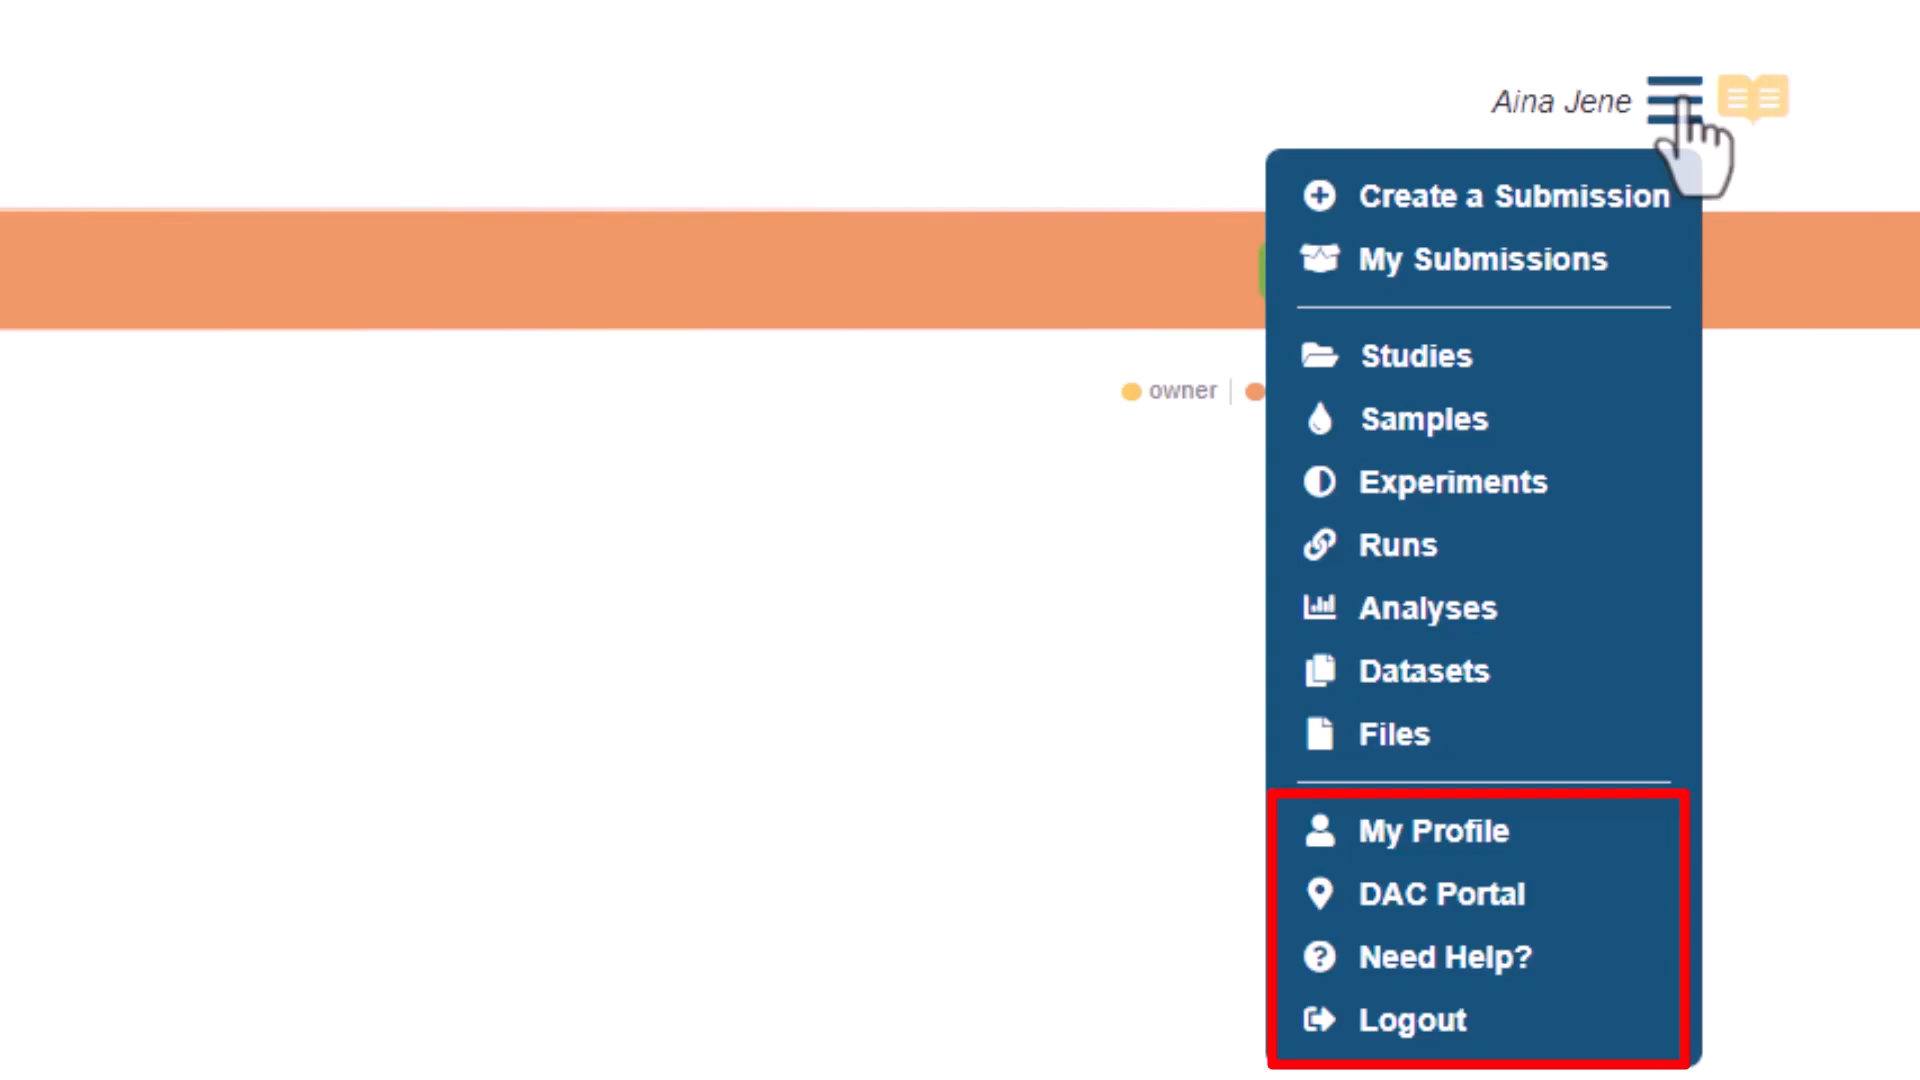 Aina Jene
Create a Submission
My Submissions
owner
Studies
Samples
Experiments
Runs
Analyses
Datasets
Files
My Profile
DAC Portal
Need Help?
Logout